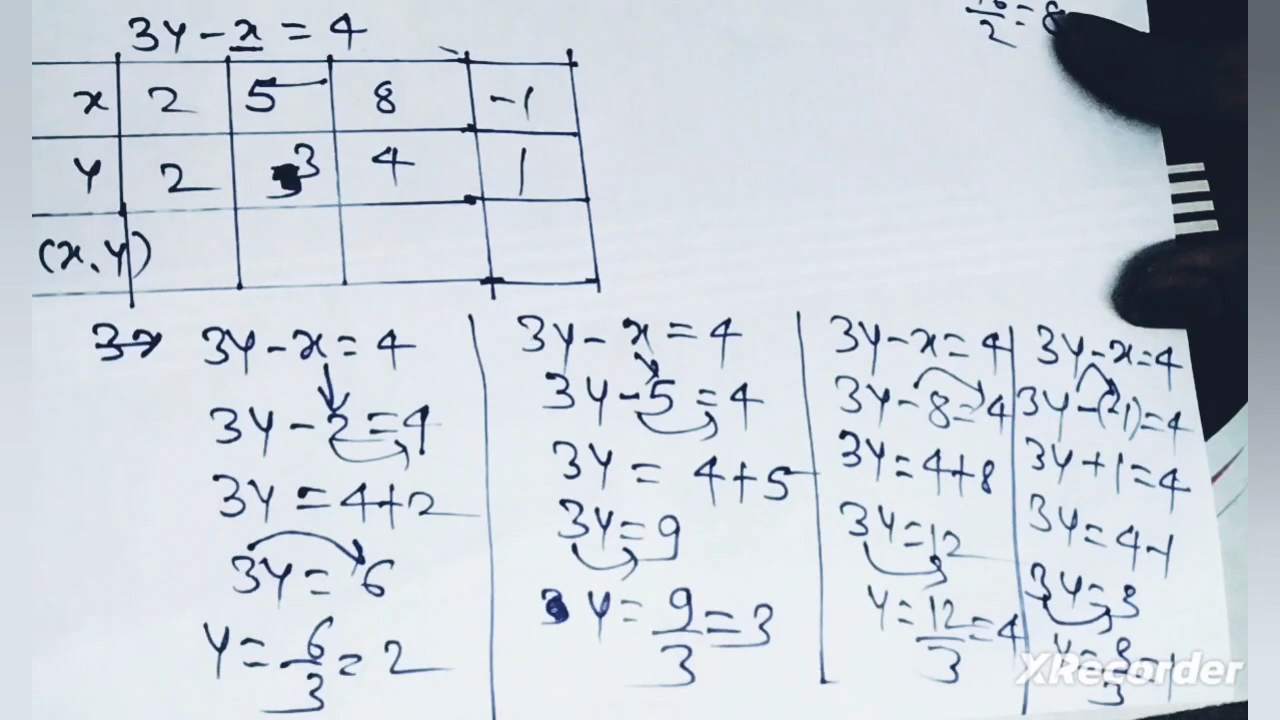 3y - x = 4
x 2 5 8 -1
y 2 3 4 1
(x, y)
3y - x = 4
3y - 2 = 4
3y = 4+2
3y = 6
y = 6/3 = 2
3y - x = 4
3y - 5 = 4
3y = 4+5
3y = 9
y = 9/3 = 3
3y - x = 4
3y - 8 = 4
3y = 4+8
3y = 12
y = 12/3 = 4
3y - x = 4
3y - (-1) = 4
3y + 1 = 4
3y = 4-1
3y = 3
y = 3/3 = 1
XRecorder